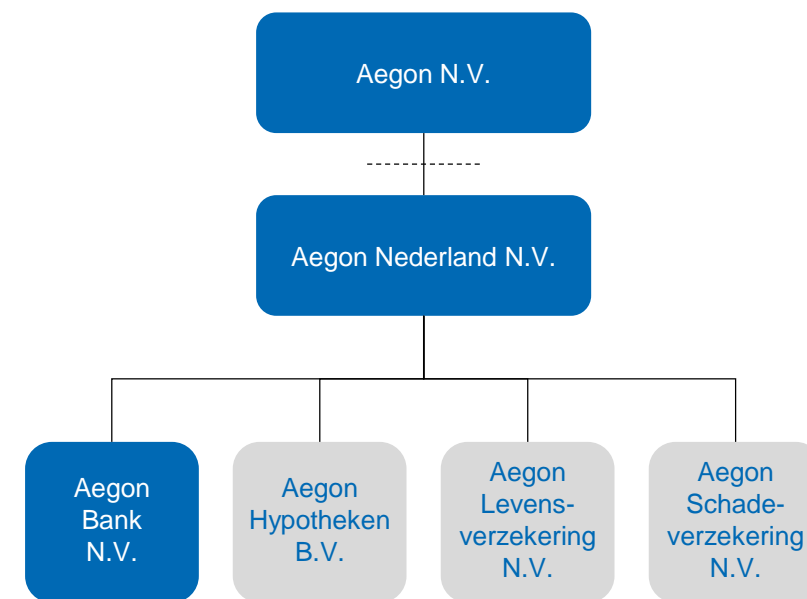 Aegon N.V.
Aegon Nederland N.V.
Aegon
Bank
N.V.
Aegon
Hypotheken
B.V.
Aegon
Levens-
verzekering
N.V.
Aegon
Schade-
verzekering
N.V.